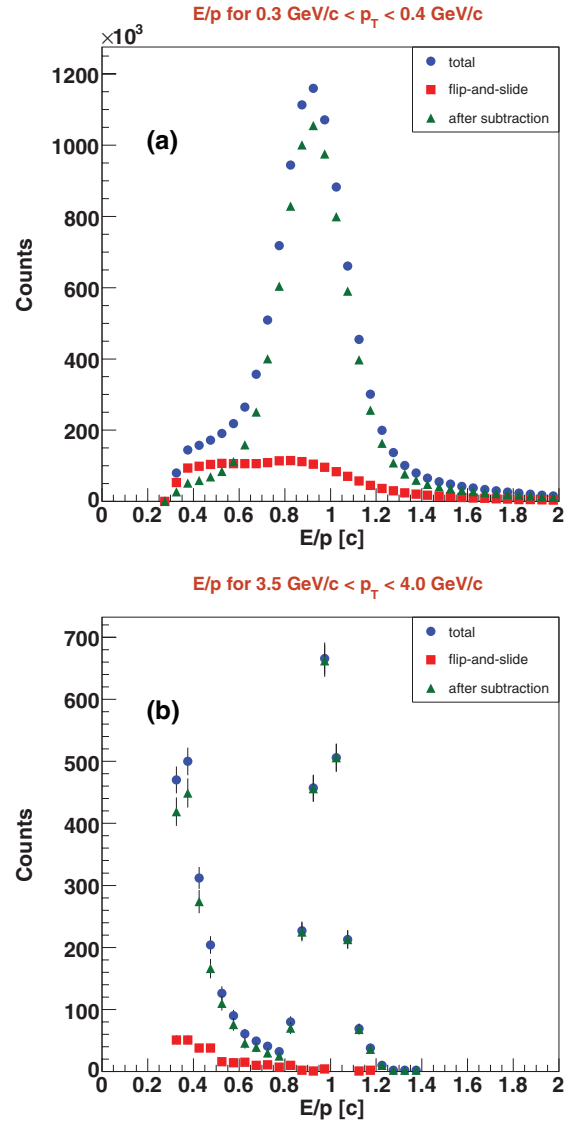 E/p for 0.3 GeV/c < p_T < 0.4 GeV/c
×10³
total
flip-and-slide
after subtraction
(a)
1200
1000
800
600
400
200
0
Counts
0 0.2 0.4 0.6 0.8 1 1.2 1.4 1.6 1.8 2
E/p [c]
E/p for 3.5 GeV/c < p_T < 4.0 GeV/c
total
flip-and-slide
after subtraction
(b)
700
600
500
400
300
200
100
0
Counts
0 0.2 0.4 0.6 0.8 1 1.2 1.4 1.6 1.8 2
E/p [c]